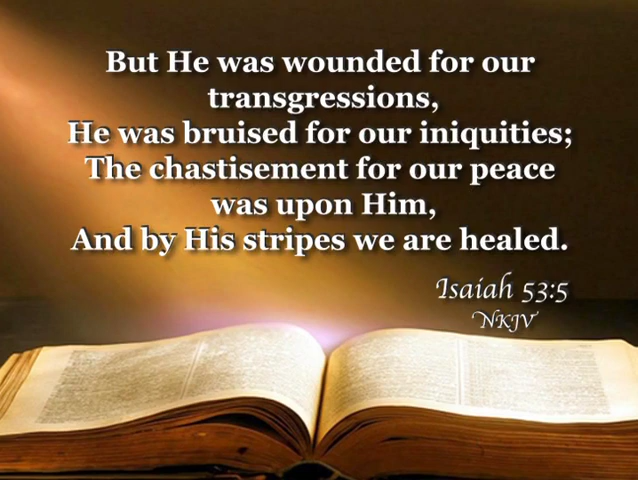 But He was wounded for our
transgressions,
He was bruised for our iniquities;
The chastisement for our peace
was upon Him,
And by His stripes we are healed.
Isaiah 53:5
NKJV